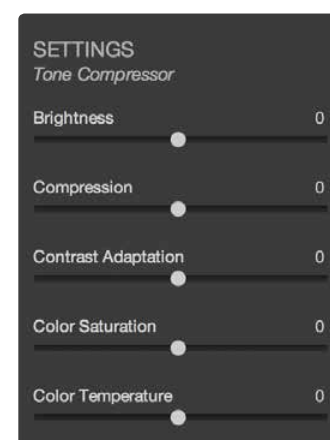 SETTINGS
Tone Compressor
Brightness 0
Compression 0
Contrast Adaptation 0
Color Saturation 0
Color Temperature 0